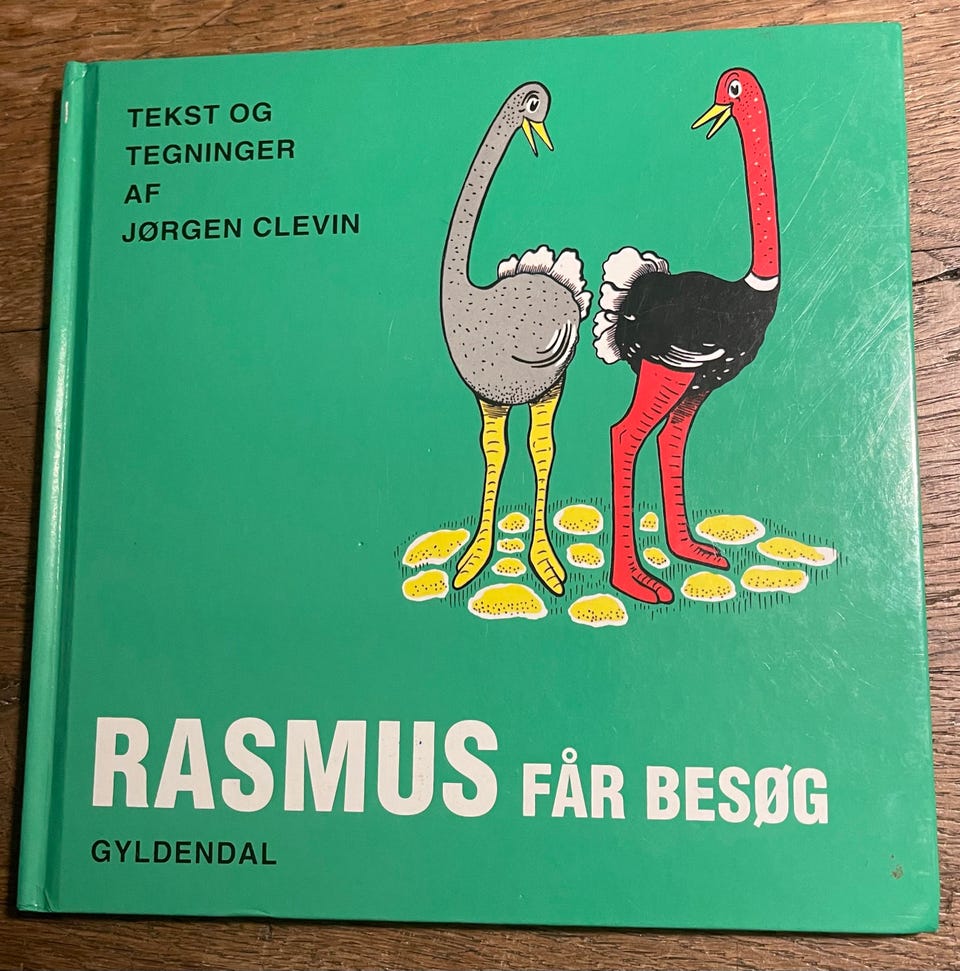 TEKST OG
TEGNINGER
AF
JØRGEN CLEVIN
RASMUS FÅR BESØG
GYLDENDAL